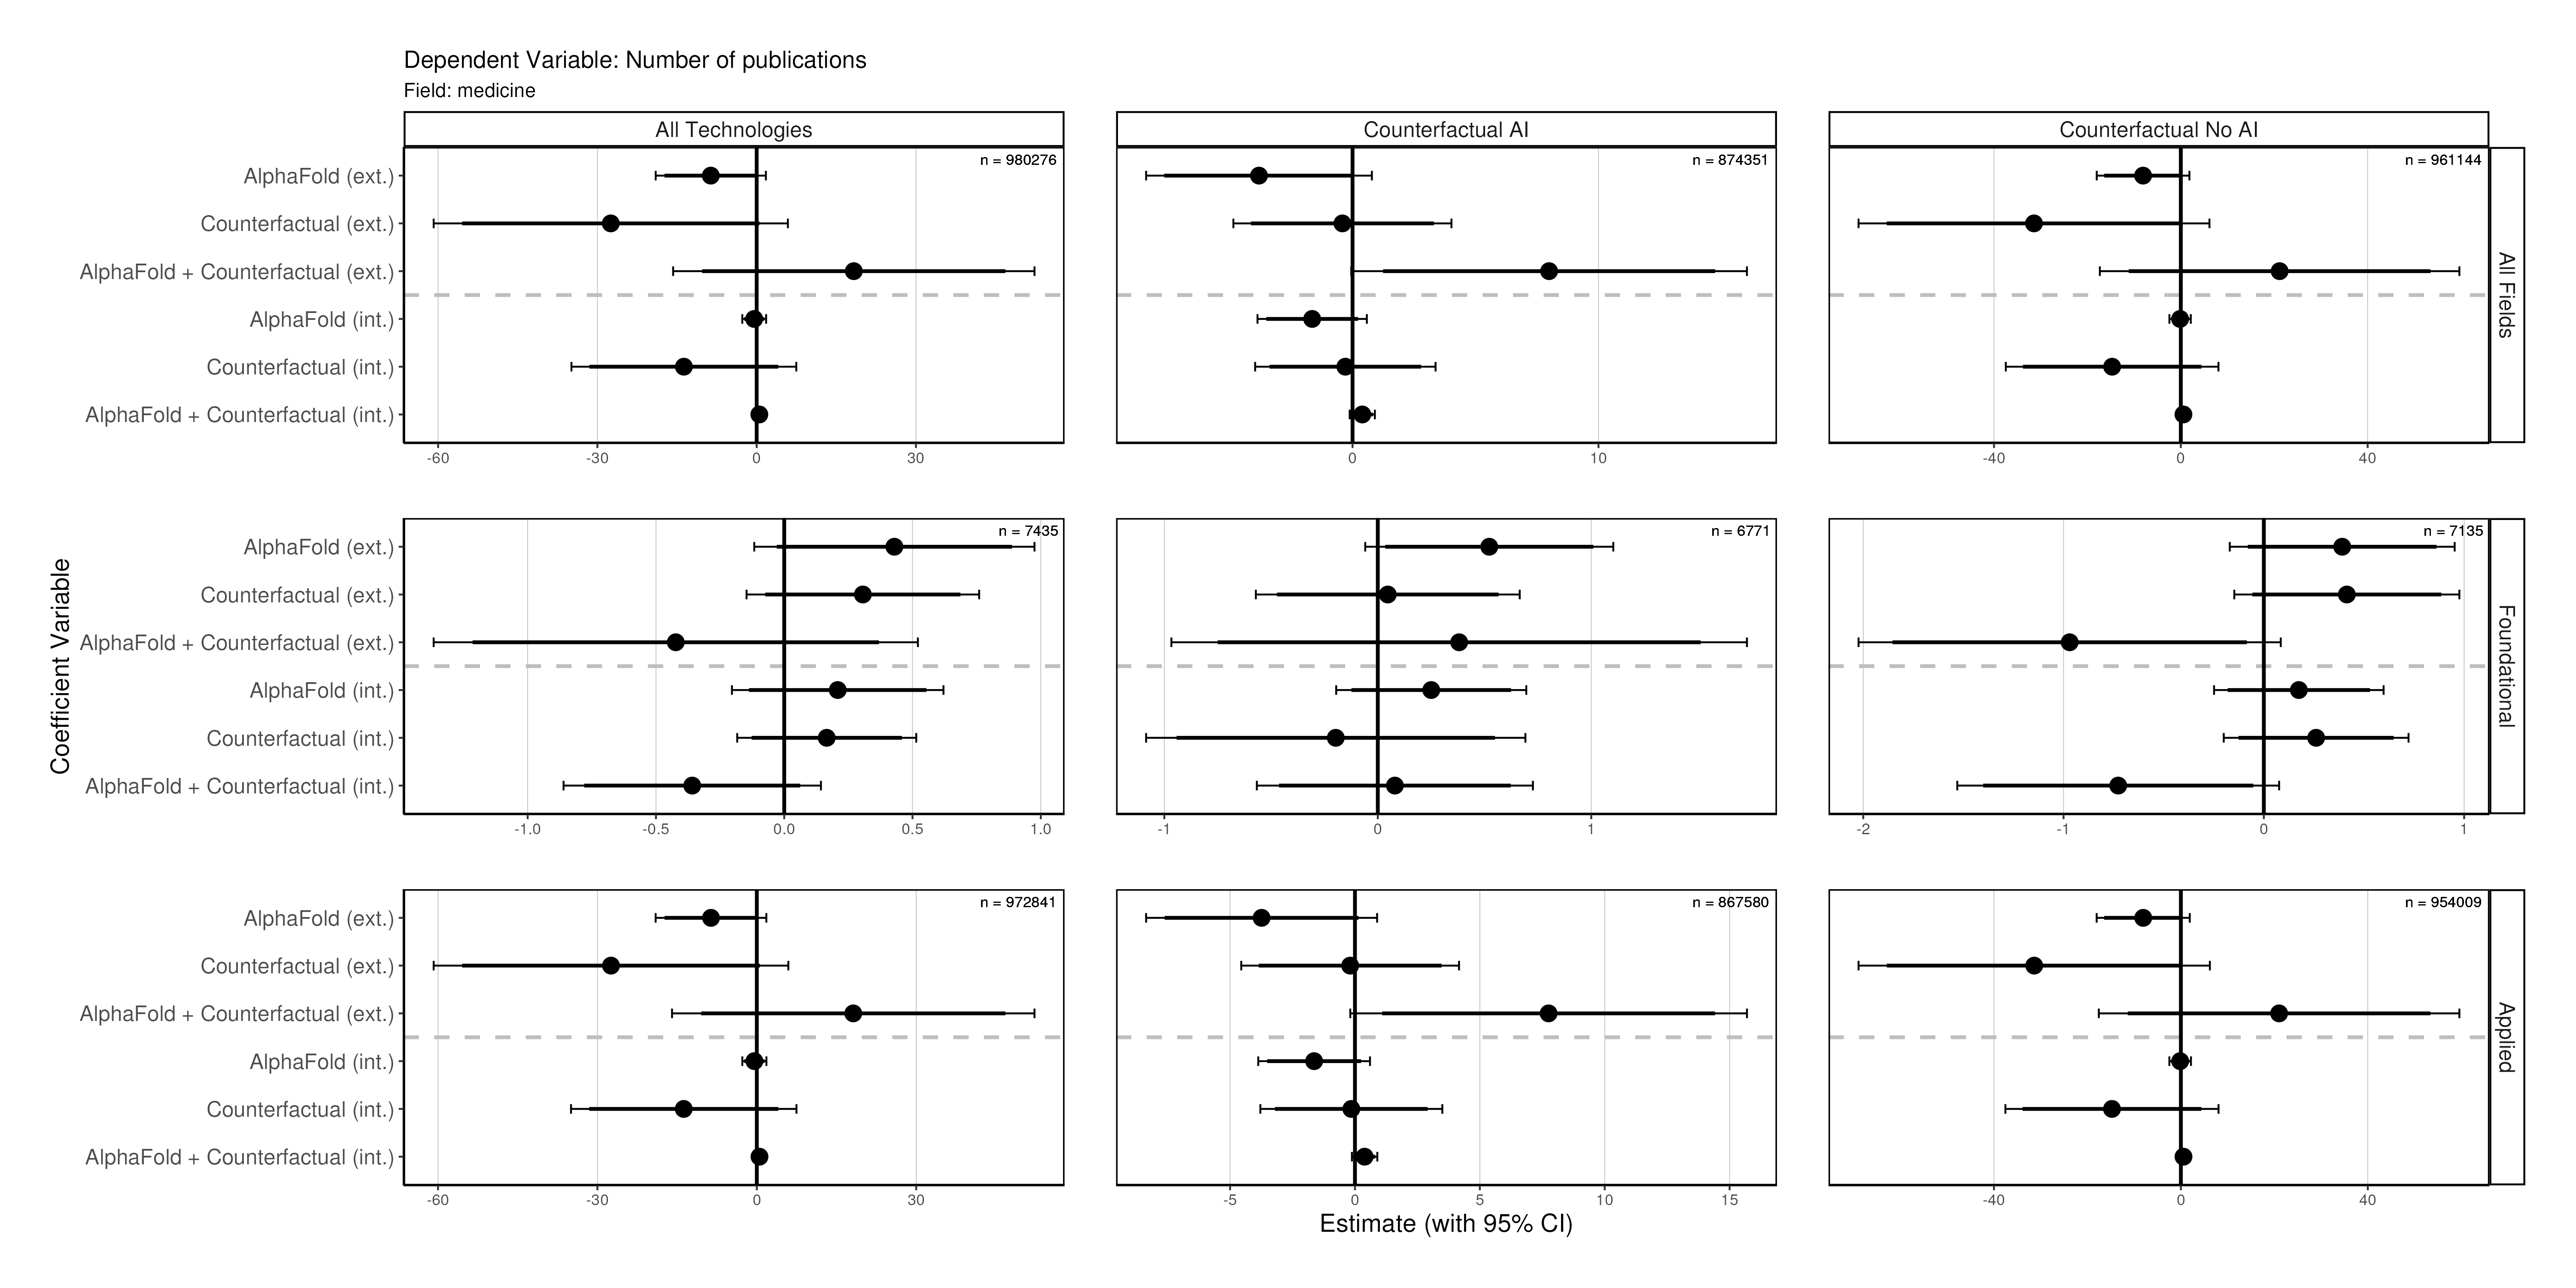 Dependent Variable: Number of publications
Field: medicine
All Technologies
Counterfactual AI
Counterfactual No AI
n = 980276
n = 874351
n = 961144
AlphaFold (ext.)
Counterfactual (ext.)
AlphaFold + Counterfactual (ext.)
AlphaFold (int.)
Counterfactual (int.)
AlphaFold + Counterfactual (int.)
All Fields
-60 -30 0 30
0 10
-40 0 40
n = 7435
n = 6771
n = 7135
AlphaFold (ext.)
Counterfactual (ext.)
AlphaFold + Counterfactual (ext.)
AlphaFold (int.)
Counterfactual (int.)
AlphaFold + Counterfactual (int.)
Foundational
Coefficient Variable
-1.0 -0.5 0.0 0.5 1.0
-1 0 1
-2 -1 0 1
n = 972841
n = 867580
n = 954009
AlphaFold (ext.)
Counterfactual (ext.)
AlphaFold + Counterfactual (ext.)
AlphaFold (int.)
Counterfactual (int.)
AlphaFold + Counterfactual (int.)
Applied
-60 -30 0 30
-5 0 5 10 15
-40 0 40
Estimate (with 95% CI)